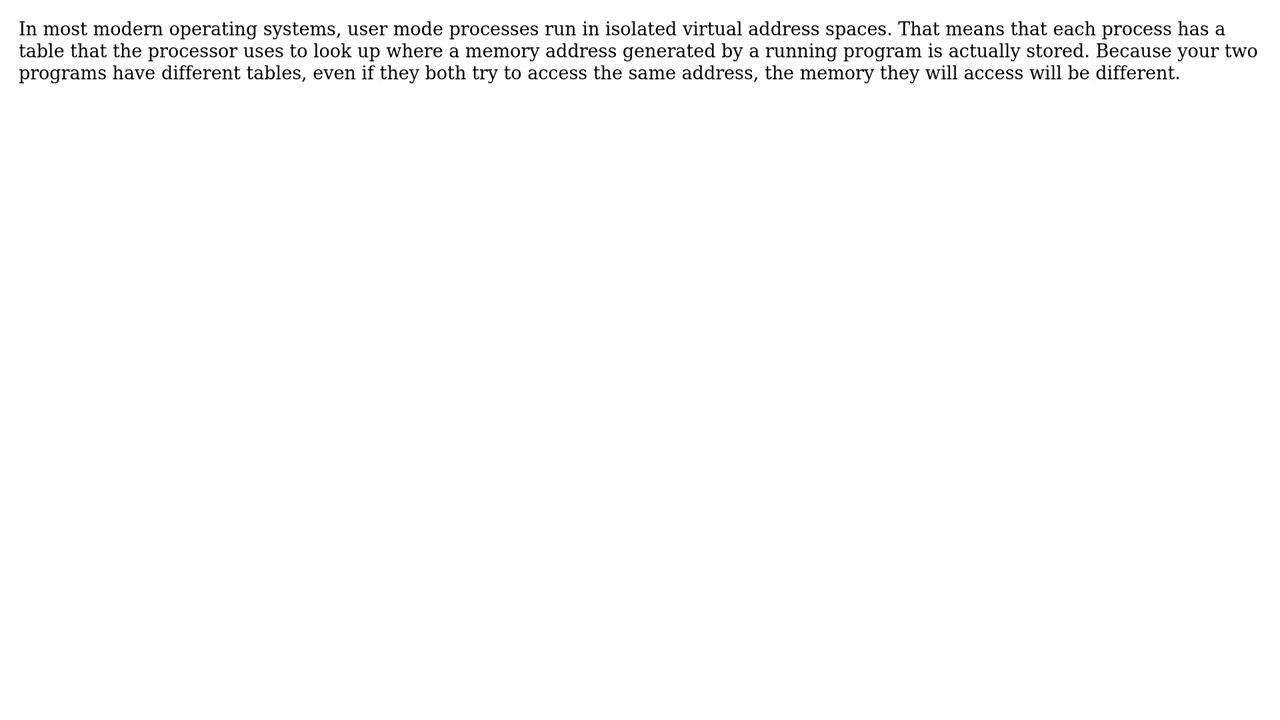 In most modern operating systems, user mode processes run in isolated virtual address spaces. That means that each process has a
table that the processor uses to look up where a memory address generated by a running program is actually stored. Because your two
programs have different tables, even if they both try to access the same address, the memory they will access will be different.